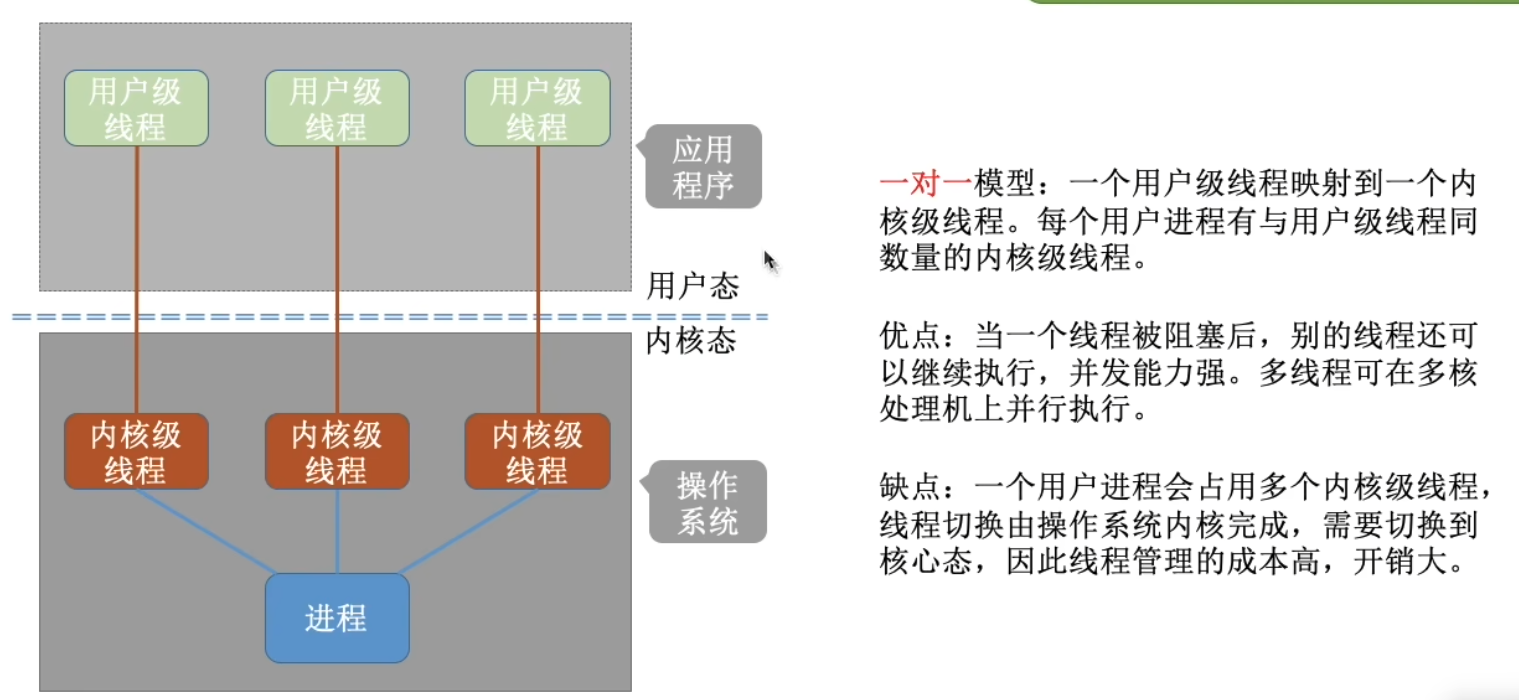 用户级
线程
用户级
线程
用户级
线程
应用
程序
用户态
内核态
内核级
线程
内核级
线程
内核级
线程
操作
系统
进程
一对一模型：一个用户级线程映射到一个内
核级线程。每个用户进程有与用户级线程同
数量的内核级线程。
优点：当一个线程被阻塞后，别的线程还可
以继续执行，并发能力强。多线程可在多核
处理机上并行执行。
缺点：一个用户进程会占用多个内核级线程，
线程切换由操作系统内核完成，需要切换到
核心态，因此线程管理的成本高，开销大。